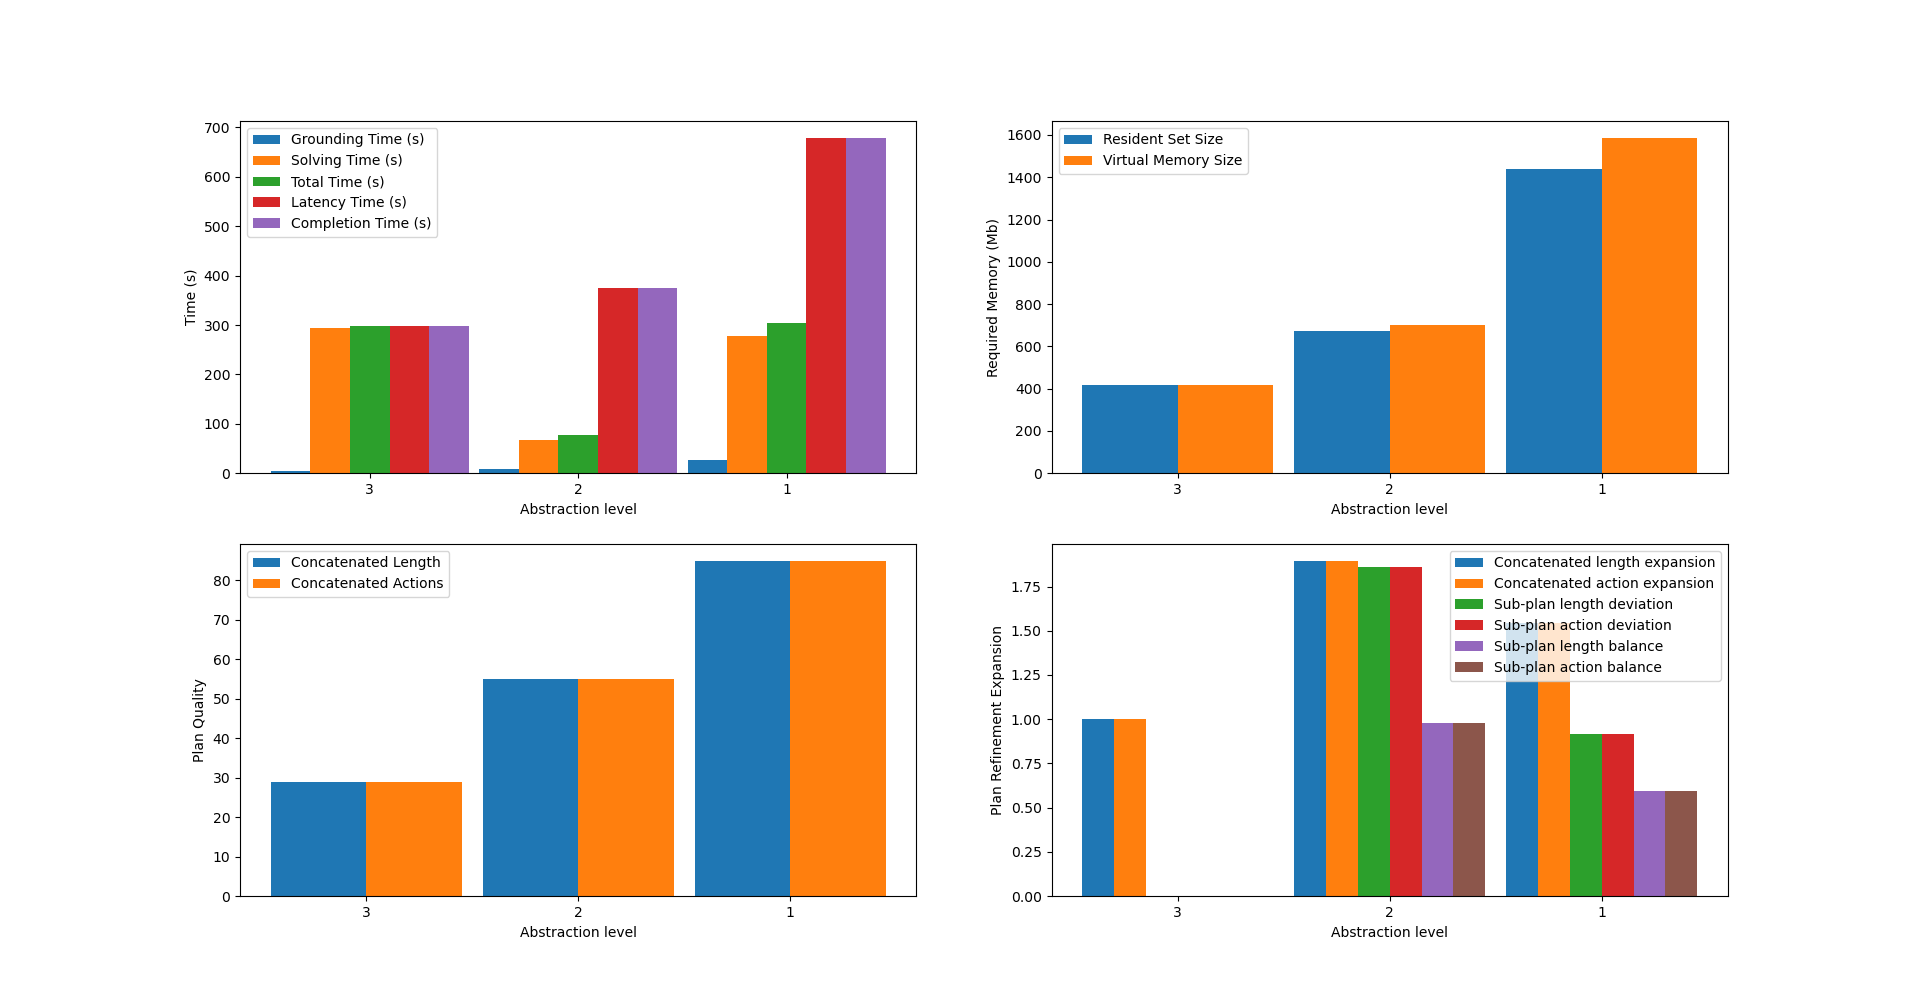 700
600
500
400
300
200
100
0
Time (s)
Grounding Time (s)
Solving Time (s)
Total Time (s)
Latency Time (s)
Completion Time (s)
3 2 1
Abstraction level
1600
1400
1200
1000
800
600
400
200
0
Required Memory (Mb)
Resident Set Size
Virtual Memory Size
3 2 1
Abstraction level
80
70
60
50
40
30
20
10
0
Plan Quality
Concatenated Length
Concatenated Actions
3 2 1
Abstraction level
1.75
1.50
1.25
1.00
0.75
0.50
0.25
0.00
Plan Refinement Expansion
Concatenated length expansion
Concatenated action expansion
Sub-plan length deviation
Sub-plan action deviation
Sub-plan length balance
Sub-plan action balance
3 2 1
Abstraction level